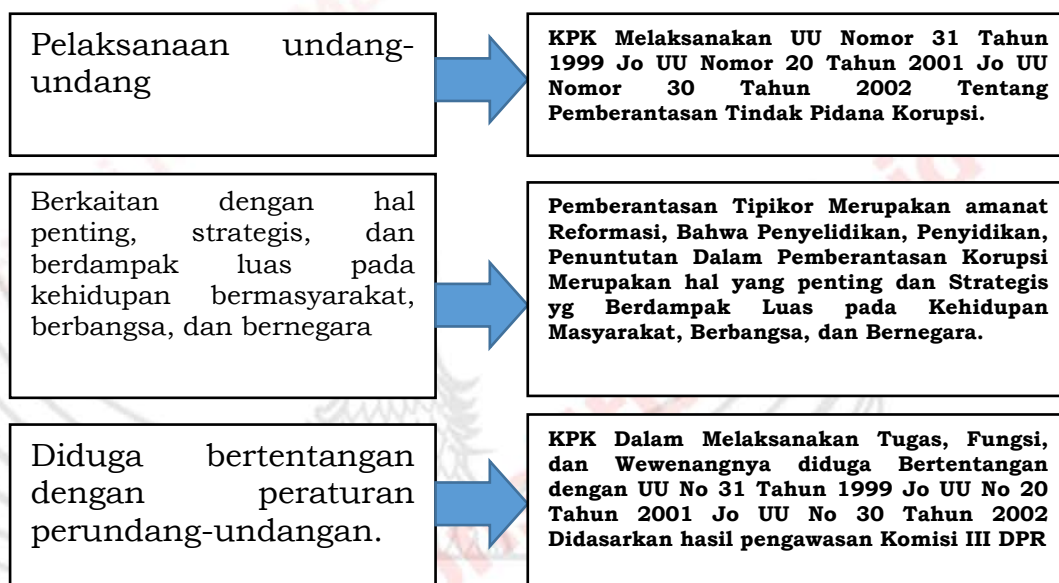 Pelaksanaan undang-
undang
KPK Melaksanakan UU Nomor 31 Tahun
1999 Jo UU Nomor 20 Tahun 2001 Jo UU
Nomor 30 Tahun 2002 Tentang
Pemberantasan Tindak Pidana Korupsi.
Berkaitan dengan hal
penting, strategis, dan
berdampak luas pada
kehidupan bermasyarakat,
berbangsa, dan bernegara
Pemberantasan Tipikor Merupakan amanat
Reformasi, Bahwa Penyelidikan, Penyidikan,
Penuntutan Dalam Pemberantasan Korupsi
Merupakan hal yang penting dan Strategis
yg Berdampak Luas pada Kehidupan
Masyarakat, Berbangsa, dan Bernegara.
Diduga bertentangan
dengan peraturan
perundang-undangan.
KPK Dalam Melaksanakan Tugas, Fungsi,
dan Wewenangnya diduga Bertentangan
dengan UU No 31 Tahun 1999 Jo UU No 20
Tahun 2001 Jo UU No 30 Tahun 2002
Didasarkan hasil pengawasan Komisi III DPR